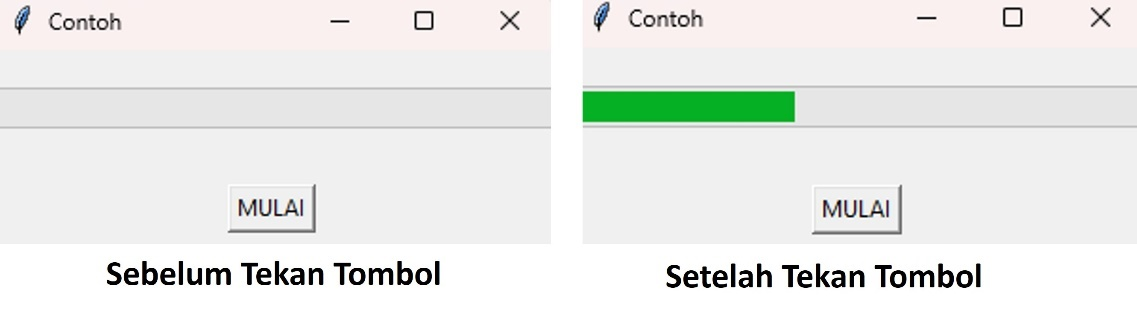 Contoh
MULAI
Sebelum Tekan Tombol
Contoh
MULAI
Setelah Tekan Tombol